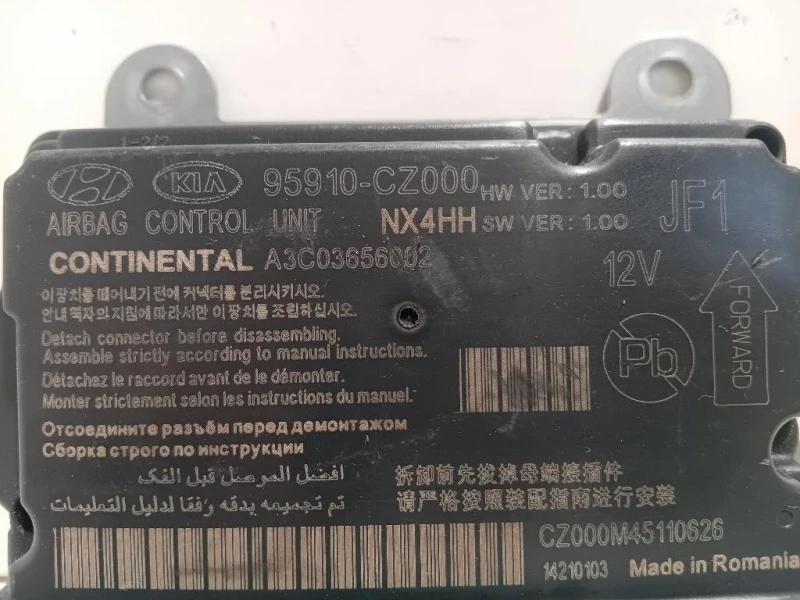 1-2/2
KIA 95910-CZ000 HW VER: 1.00
AIRBAG CONTROL UNIT NX4HH SW VER: 1.00 JF1
CONTINENTAL A3C03656002 12V
이 장치를 떼어내기 전에 커넥터를 분리시키시오.
안내 책자의 지침에 따라서만 이 장치를 조립하십시오.
Detach connector before disassembling.
Assemble strictly according to manual instructions.
Détachez le raccord avant de le démonter.
Monter strictement selon les instructions du manuel.
Pb
FORWARD
Отсоедините разъём перед демонтажом
Сборка строго по инструкции
افضل الموصل قبل الفك
تم تجميعه بدقه وفقا لدليل التعليمات
拆卸前先拔掉母端接插件
请严格按照装配指南进行安装
CZ000M45110626
14210103 Made in Romania